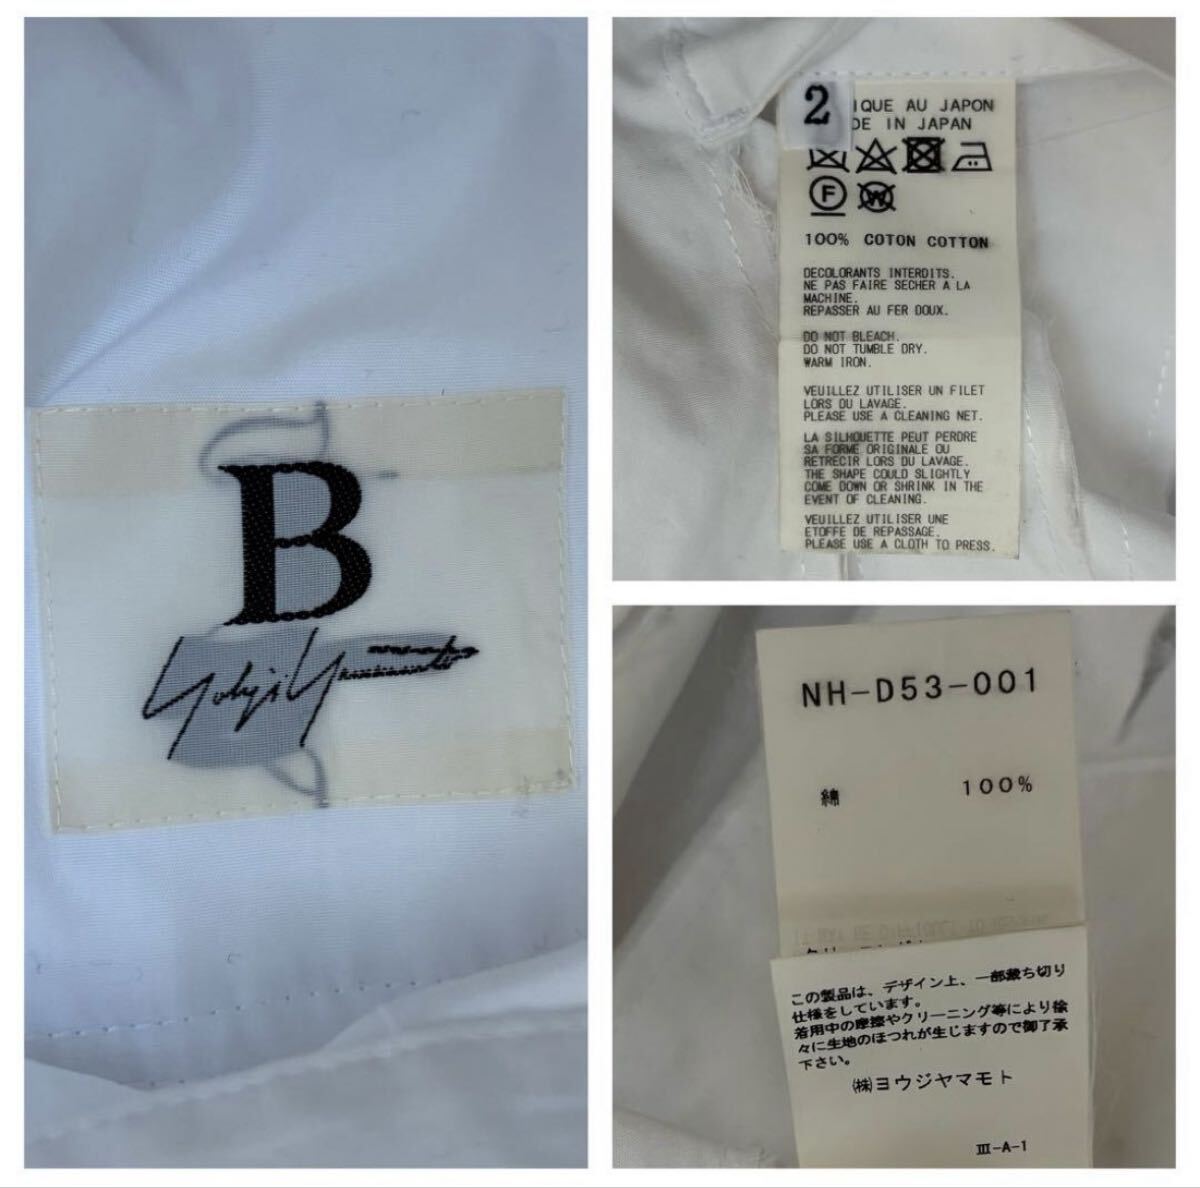 B
Yohji Yamamoto
2
IQUE AU JAPON
DE IN JAPAN
F
W
100% COTON COTTON
DECOLORANTS INTERDITS.
NE PAS FAIRE SECHER A LA
MACHINE.
REPASSER AU FER DOUX.
DO NOT BLEACH.
DO NOT TUMBLE DRY.
WARM IRON.
VEUILLEZ UTILISER UN FILET
LORS DU LAVAGE.
PLEASE USE A CLEANING NET.
LA SILHOUETTE PEUT PERDRE
SA FORME ORIGINALE OU
RETRECIR LORS DU LAVAGE.
THE SHAPE COULD SLIGHTLY
COME DOWN OR SHRINK IN THE
EVENT OF CLEANING.
VEUILLEZ UTILISER UNE
ETOFFE DE REPASSAGE.
PLEASE USE A CLOTH TO PRESS.
NH-D53-001
綿 100%
この製品は、デザイン上、一部裁ち切り
仕様をしています。
着用中の摩擦やクリーニング等により徐
々に生地のほつれが生じますので御了承
下さい。
㈱ヨウジヤマモト
Ⅲ-A-1